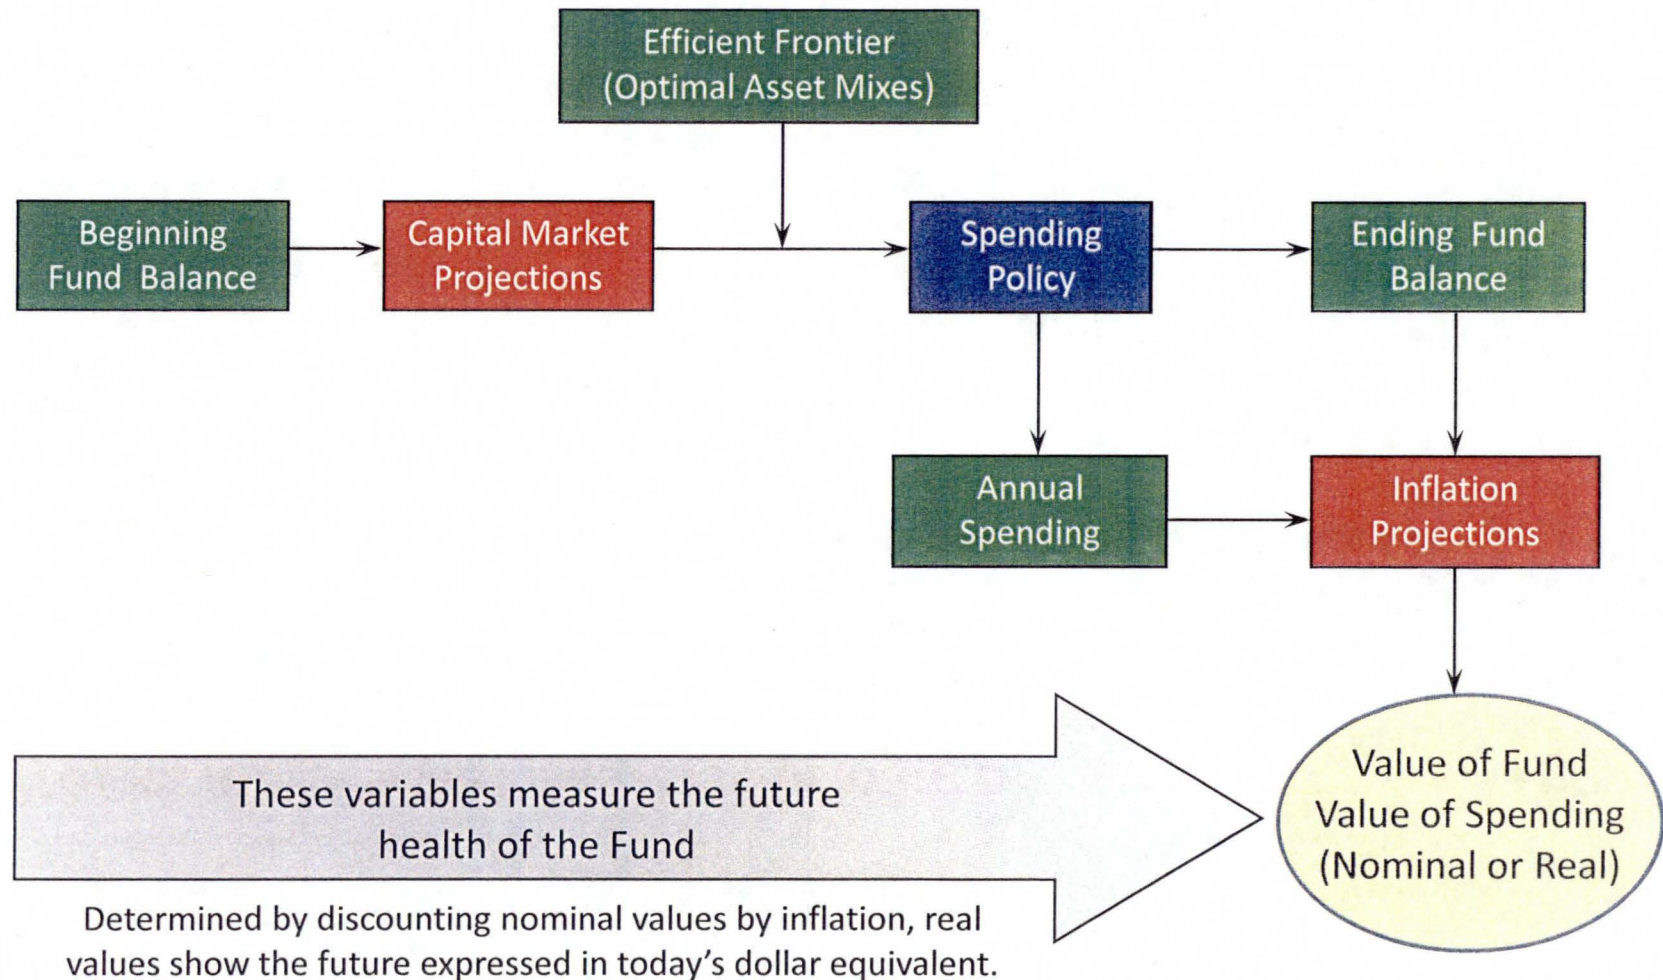 Efficient Frontier
(Optimal Asset Mixes)
Beginning
Fund Balance
Capital Market
Projections
Spending
Policy
Ending Fund
Balance
Annual
Spending
Inflation
Projections
These variables measure the future
health of the Fund
Value of Fund
Value of Spending
(Nominal or Real)
Determined by discounting nominal values by inflation, real
values show the future expressed in today's dollar equivalent.